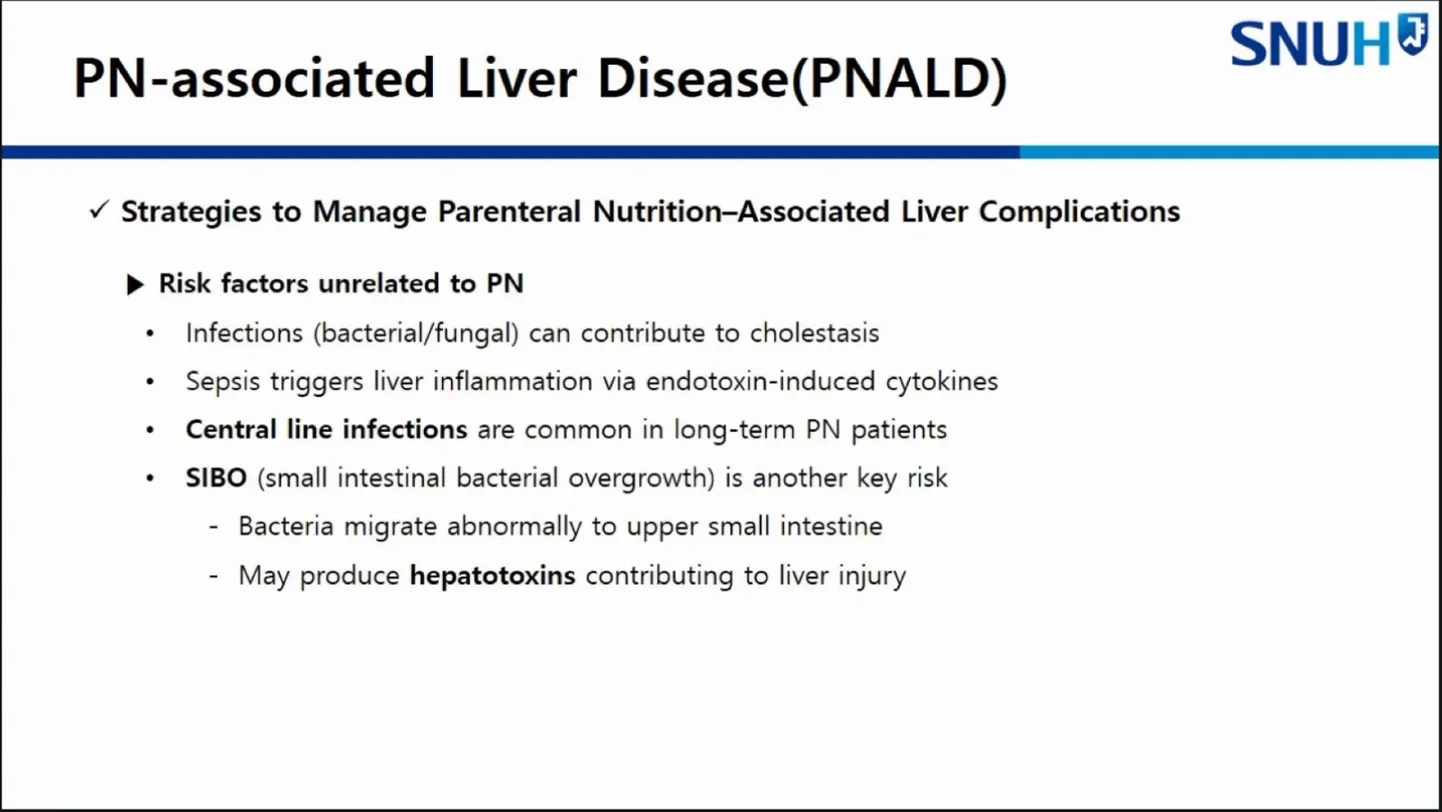 SNUH
PN-associated Liver Disease(PNALD)
✓ Strategies to Manage Parenteral Nutrition–Associated Liver Complications
▶ Risk factors unrelated to PN
• Infections (bacterial/fungal) can contribute to cholestasis
• Sepsis triggers liver inflammation via endotoxin-induced cytokines
• Central line infections are common in long-term PN patients
• SIBO (small intestinal bacterial overgrowth) is another key risk
- Bacteria migrate abnormally to upper small intestine
- May produce hepatotoxins contributing to liver injury